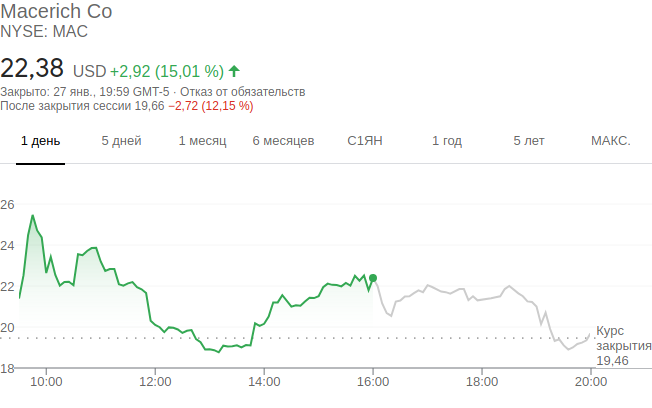 Macerich Co
NYSE: MAC
22,38 USD +2,92 (15,01 %)
Закрыто: 27 янв., 19:59 GMT-5 · Отказ от обязательств
После закрытия сессии 19,66 −2,72 (12,15 %)
1 день 5 дней 1 месяц 6 месяцев С1ЯН 1 год 5 лет МАКС.
26
24
22
20
18
Курс
закрытия
19,46
10:00 12:00 14:00 16:00 18:00 20:00